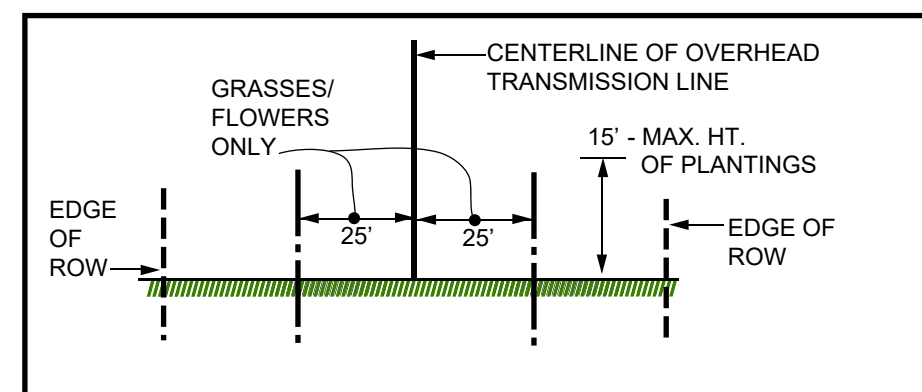 CENTERLINE OF OVERHEAD
TRANSMISSION LINE
GRASSES/
FLOWERS
ONLY
15' - MAX. HT.
OF PLANTINGS
EDGE
OF
ROW
25'
25'
EDGE OF
ROW